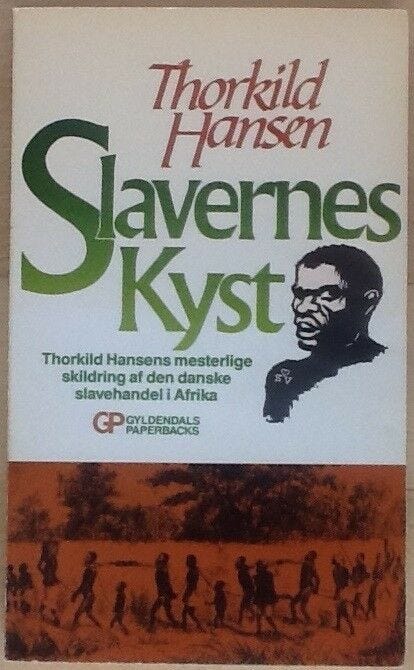 Thorkild
Hansen
Slavernes
Kyst
Thorkild Hansens mesterlige
skildring af den danske
slavehandel i Afrika
GP GYLDENDALS
PAPERBACKS